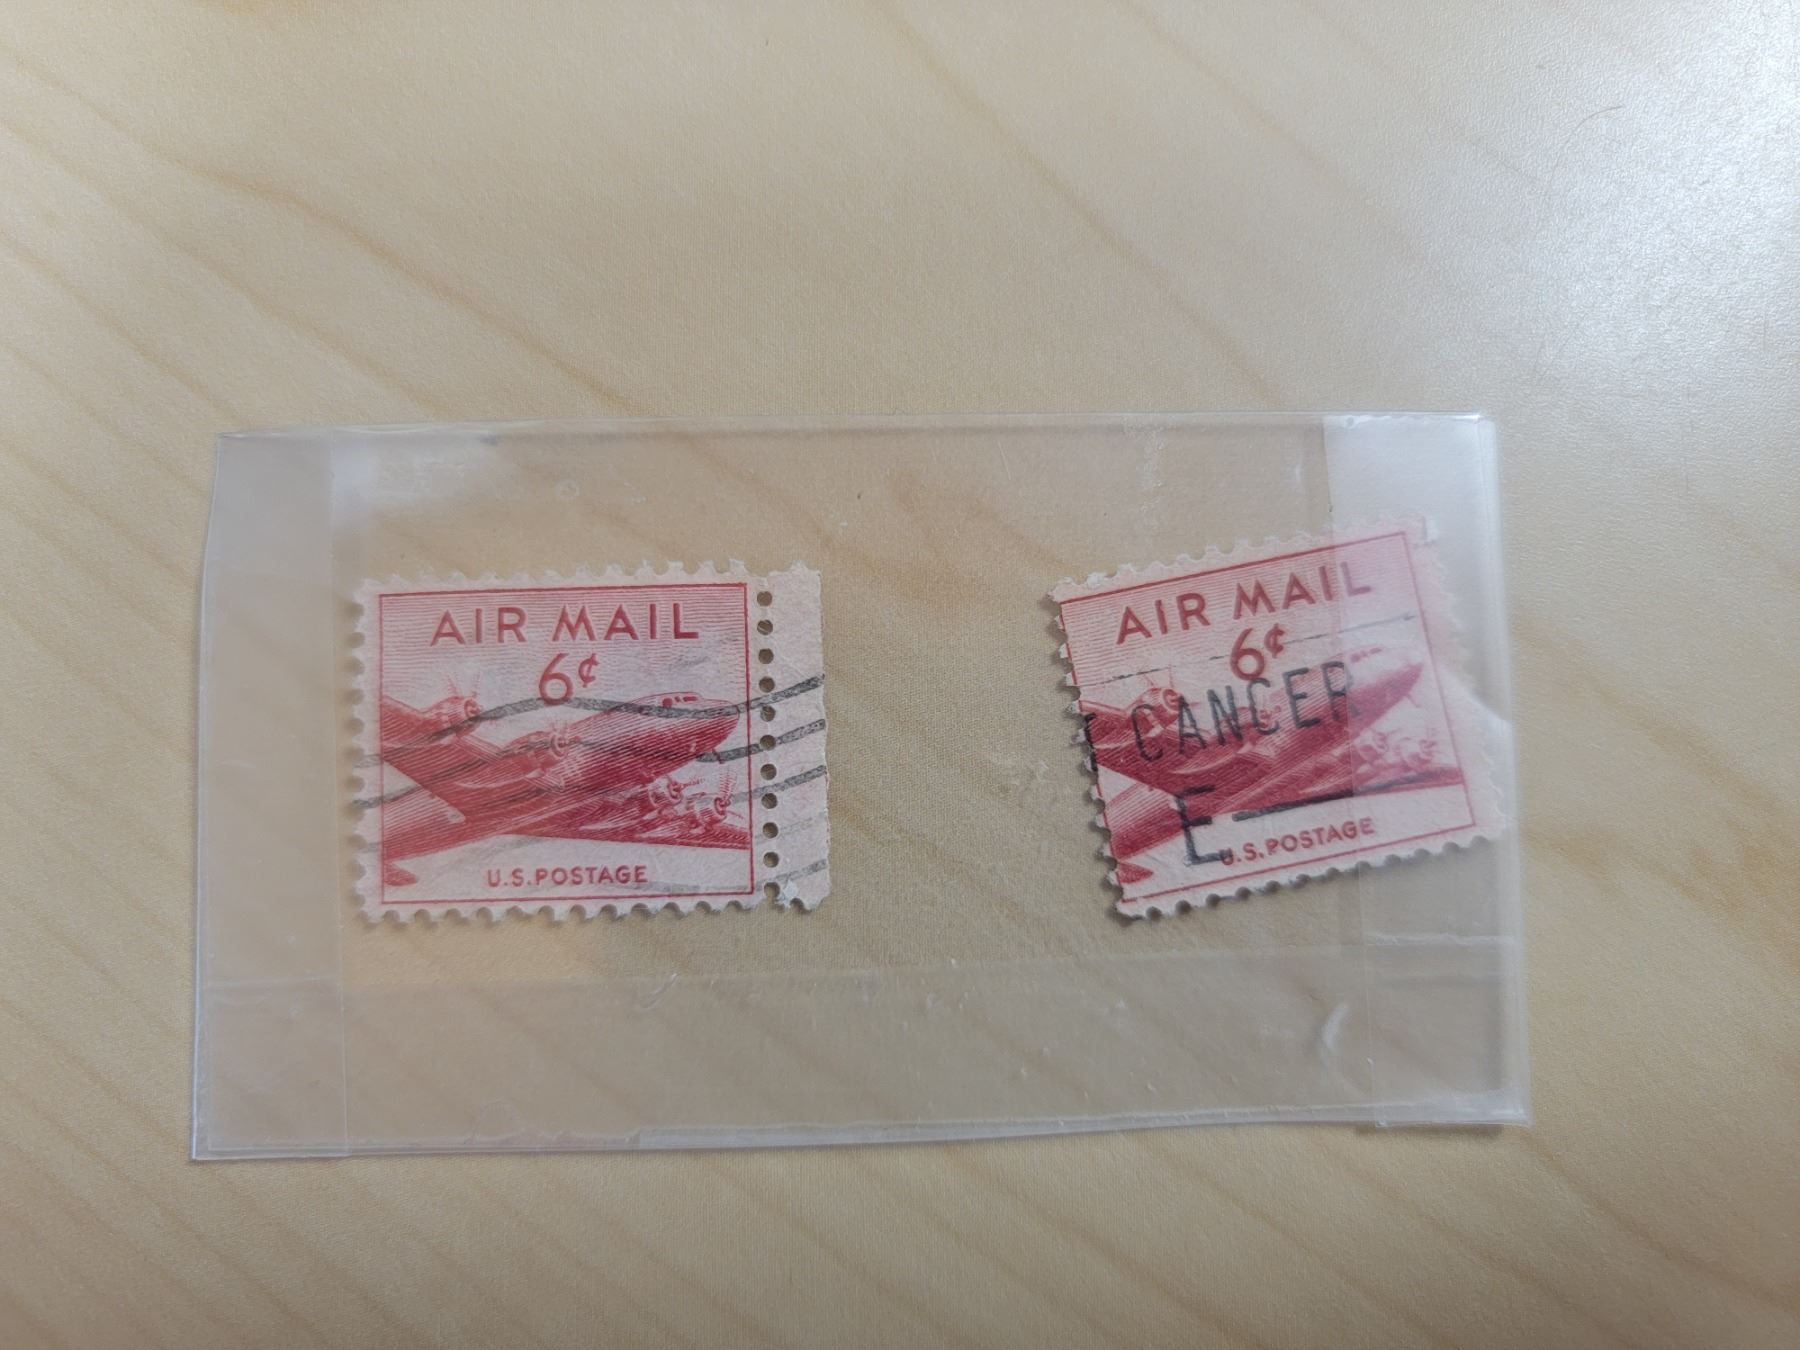 AIR MAIL
6¢
U.S.POSTAGE
AIR MAIL
6¢
CANCER
E
U.S.POSTAGE